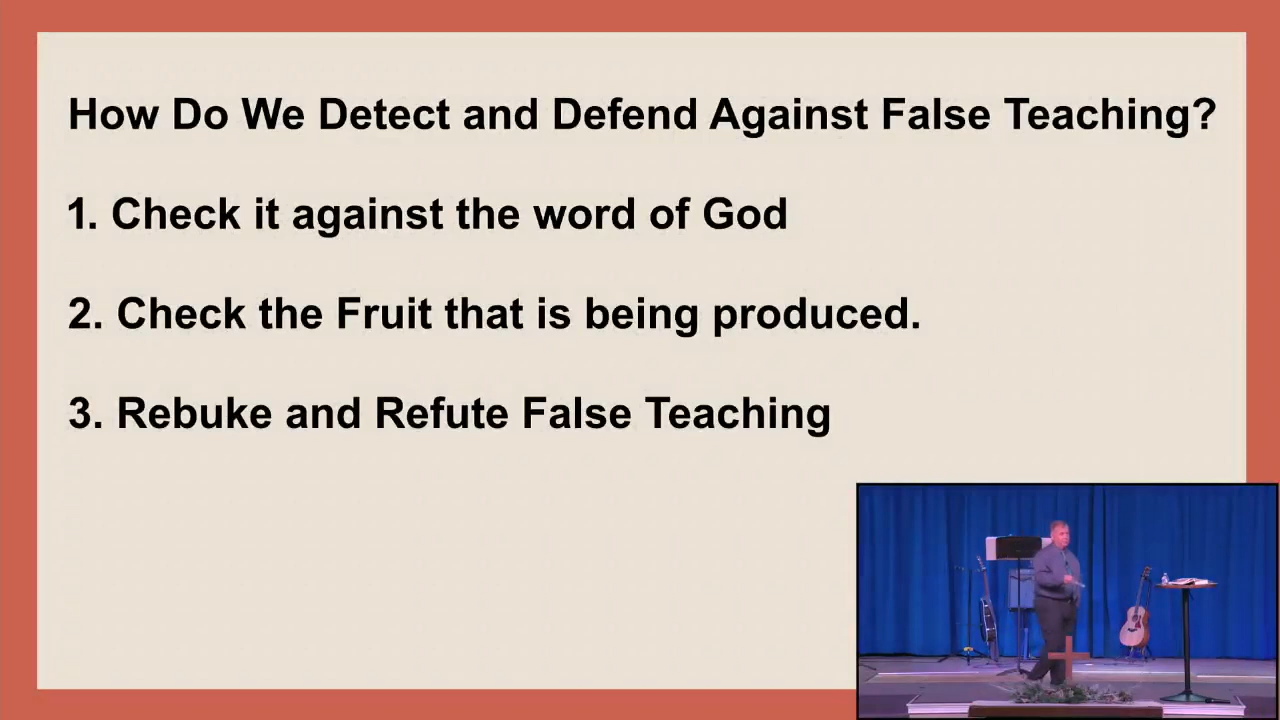 How Do We Detect and Defend Against False Teaching?
1. Check it against the word of God
2. Check the Fruit that is being produced.
3. Rebuke and Refute False Teaching